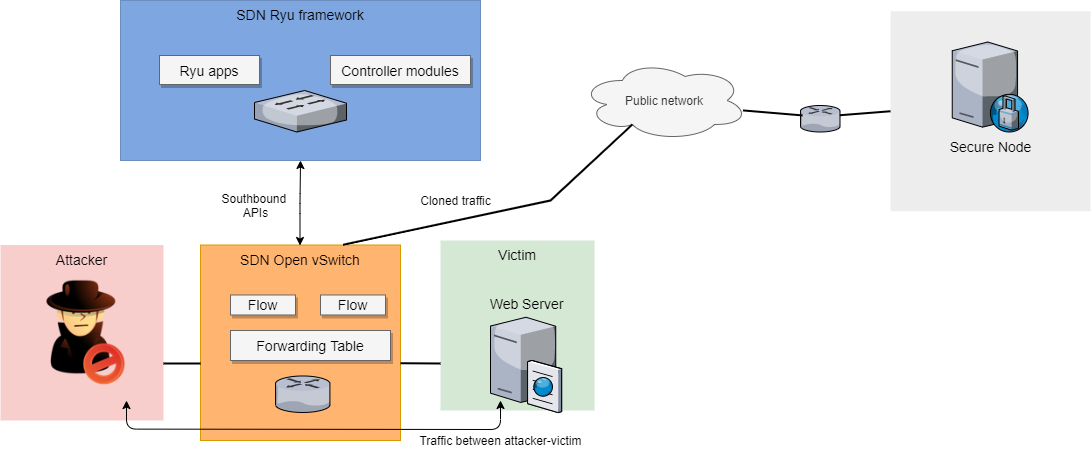 SDN Ryu framework
Ryu apps
Controller modules
Public network
Secure Node
Southbound
APIs
Cloned traffic
Attacker
SDN Open vSwitch
Flow
Flow
Forwarding Table
Victim
Web Server
Traffic between attacker-victim